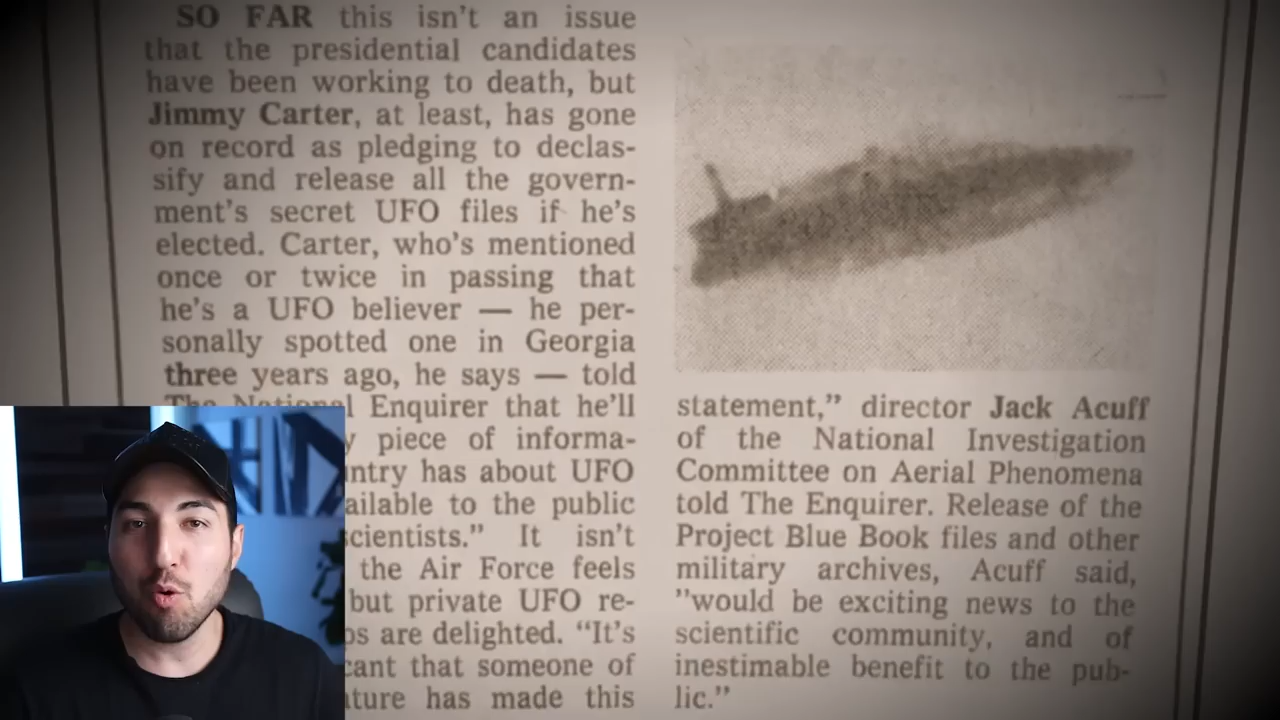 SO FAR this isn't an issue
that the presidential candidates
have been working to death, but
Jimmy Carter, at least, has gone
on record as pledging to declas-
sify and release all the govern-
ment's secret UFO files if he's
elected. Carter, who's mentioned
once or twice in passing that
he's a UFO believer — he per-
sonally spotted one in Georgia
three years ago, he says — told
The National Enquirer that he'll
piece of informa-
has about UFO
to the public
scientists." It isn't
the Air Force feels
but private UFO re-
are delighted. "It's
that someone of
has made this
statement," director Jack Acuff
of the National Investigation
Committee on Aerial Phenomena
told The Enquirer. Release of the
Project Blue Book files and other
military archives, Acuff said,
"would be exciting news to the
scientific community, and of
inestimable benefit to the pub-
lic."